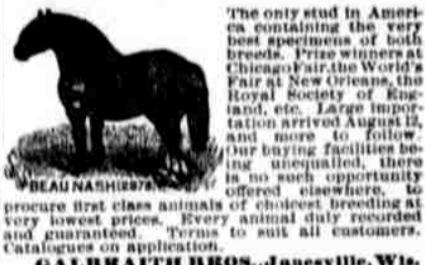 The only stud in Ameri-
ca containing the very
best specimens of both
breeds. Prize winners at
Chicago Fair, the World's
Fair at New Orleans, the
Royal Society of Eng-
land, etc. Large impor-
tation arrived August 12,
and more to follow.
Our buying facilities be-
ing unequalled, there
is no such opportunity
offered elsewhere, to
BEAU NASH
procure first class animals of choicest breeding at
very lowest prices. Every animal duly recorded
and guaranteed. Terms to suit all customers.
Catalogues on application.
GALBRAITH BROS., Janesville, Wis.